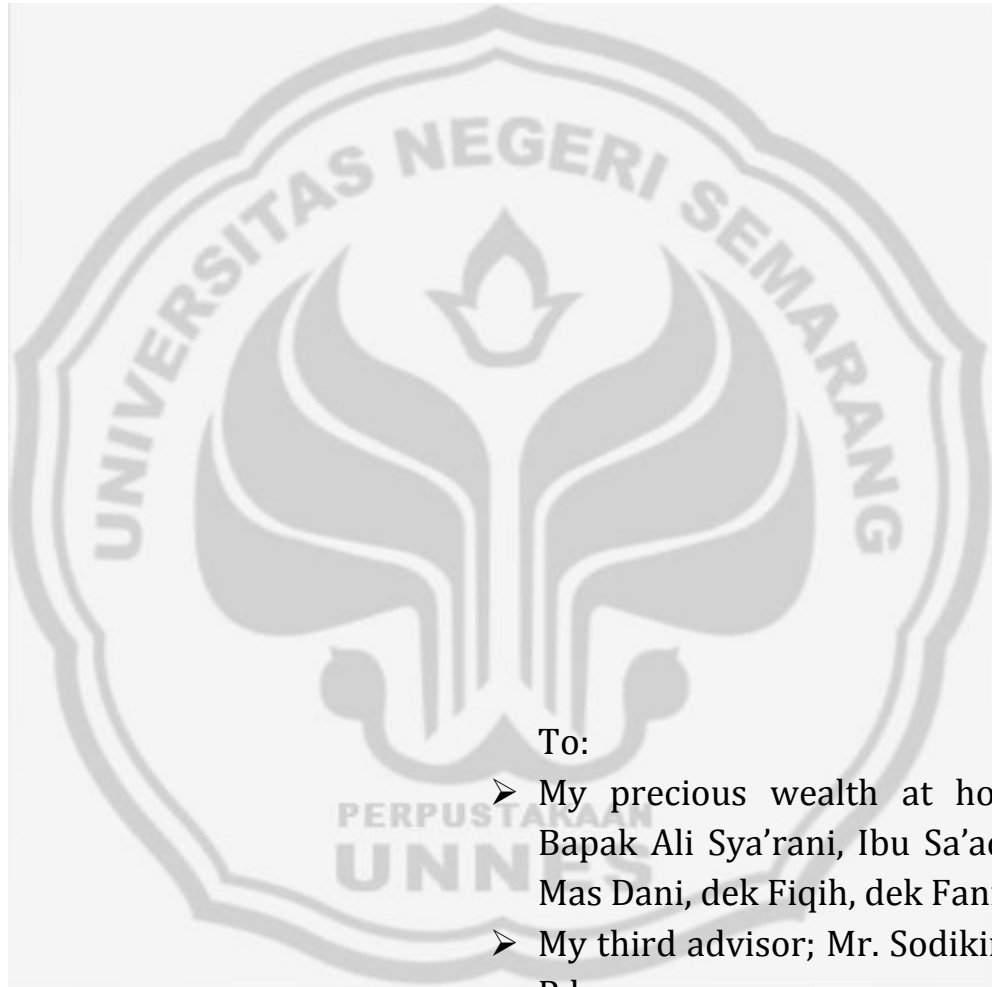 UNIVERSITAS NEGERI SEMARANG
To:
➢ My precious wealth at ho
Bapak Ali Sya’rani, Ibu Sa’a
Mas Dani, dek Fiqih, dek Fan
➢ My third advisor; Mr. Sodiki
PERPUSTAKAAN
UNNES